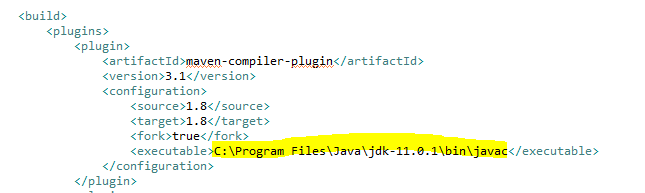 <build>
<plugins>
<plugin>
<artifactId>maven-compiler-plugin</artifactId>
<version>3.1</version>
<configuration>
<source>1.8</source>
<target>1.8</target>
<fork>true</fork>
<executable>C:\Program Files\Java\jdk-11.0.1\bin\javac</executable>
</configuration>
</plugin>